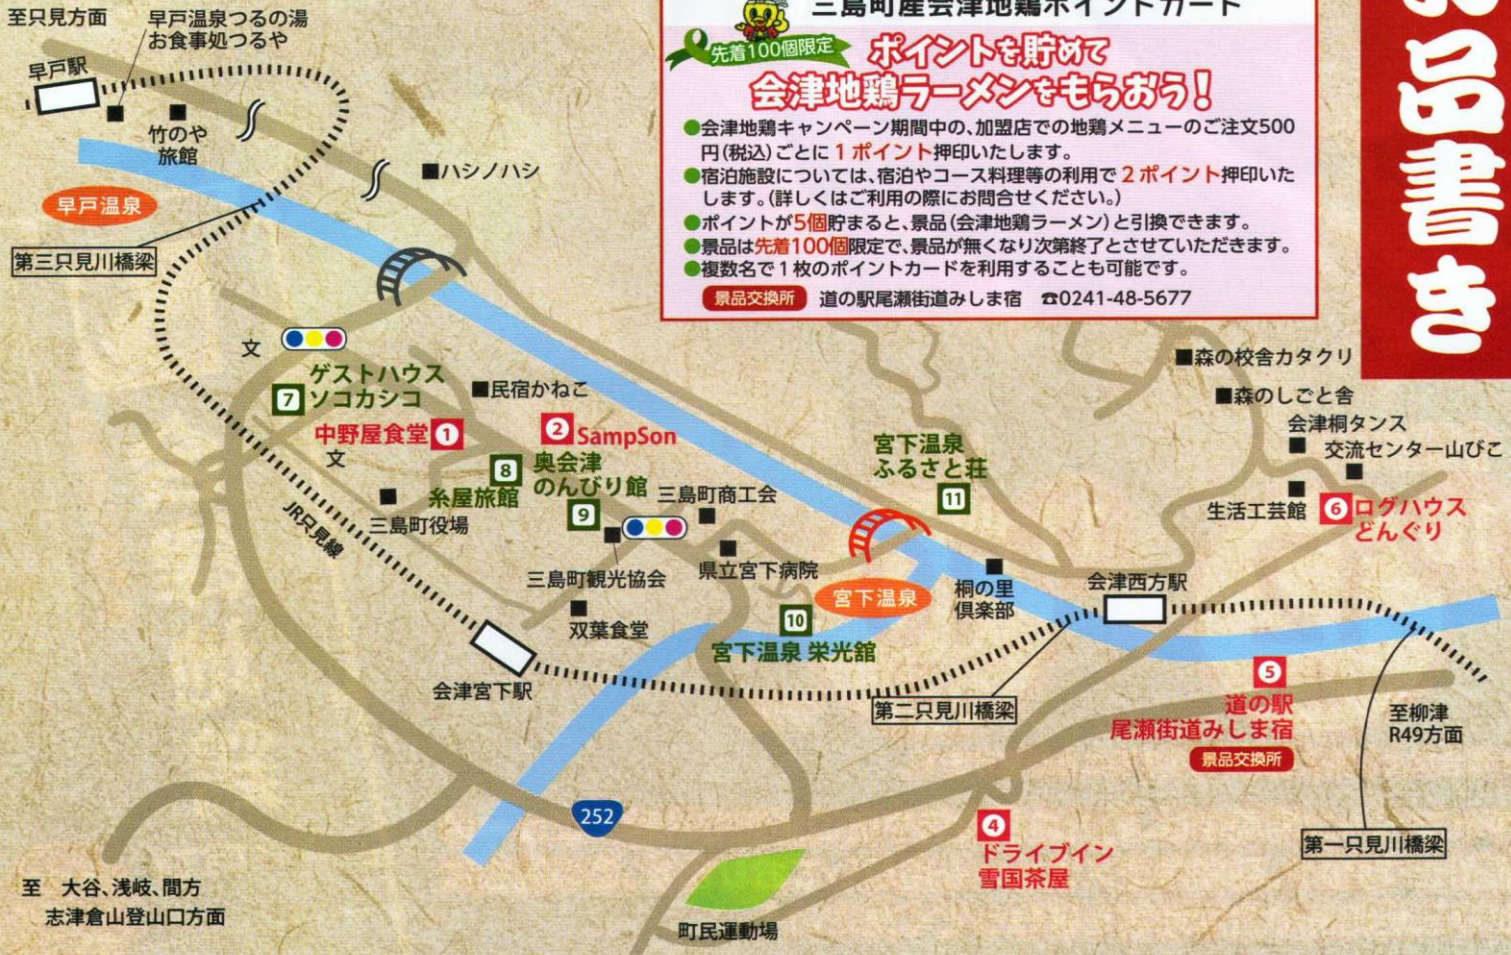 至只見方面
早戸温泉つるの湯
お食事処つるや
早戸駅
竹のや
旅館
早戸温泉
第三只見川橋梁
ハシノハシ
三島町産会津地鶏ポイントカード
先着100個限定
ポイントを貯めて
会津地鶏ラーメンをもらおう！
●会津地鶏キャンペーン期間中の、加盟店での地鶏メニューのご注文500
円(税込)ごとに1ポイント押印いたします。
●宿泊施設については、宿泊やコース料理等の利用で2ポイント押印いた
します。(詳しくはご利用の際にお問合せください。)
●ポイントが5個貯まると、景品(会津地鶏ラーメン)と引換できます。
●景品は先着100個限定で、景品が無くなり次第終了とさせていただきます。
●複数名で1枚のポイントカードを利用することも可能です。
景品交換所 道の駅尾瀬街道みしま宿 ☎0241-48-5677
品書き
文
7
ゲストハウス
ソコカシコ
民宿かねこ
中野屋食堂 1
文
2 SampSon
8
糸屋旅館
奥会津
のんびり館
9
三島町役場
三島町商工会
三島町観光協会
県立宮下病院
双葉食堂
JR只見線
会津宮下駅
宮下温泉
ふるさと荘
11
宮下温泉
10
宮下温泉 栄光館
桐の里
倶楽部
会津西方駅
第二只見川橋梁
森の校舎カタクリ
森のしごと舎
会津桐タンス
交流センター山びこ
生活工芸館
6 ログハウス
どんぐり
5
道の駅
尾瀬街道みしま宿
景品交換所
至柳津
R49方面
第一只見川橋梁
252
4
ドライブイン
雪国茶屋
町民運動場
至 大谷、浅岐、間方
志津倉山登山口方面